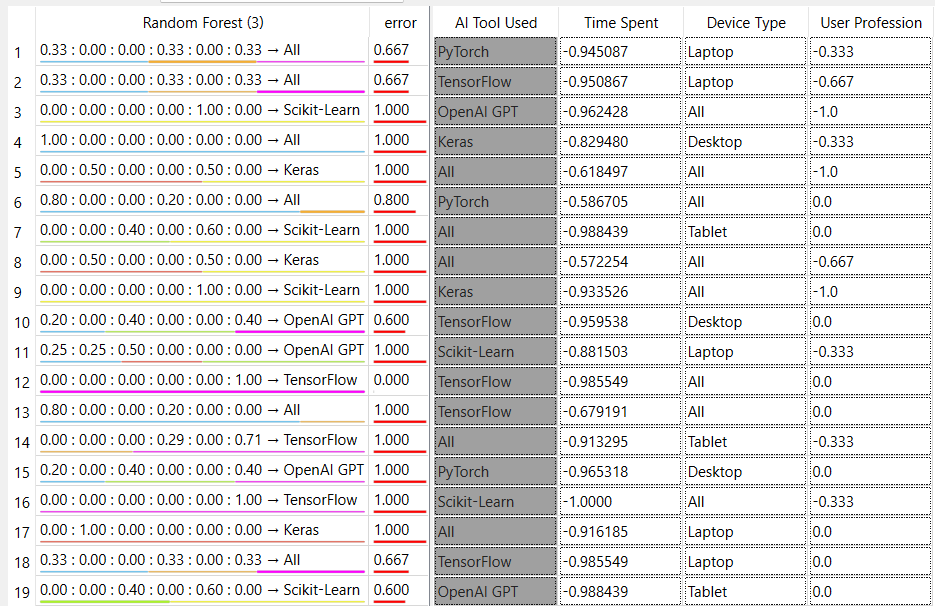 Random Forest (3) error AI Tool Used Time Spent Device Type User Profession
1 0.33 : 0.00 : 0.00 : 0.33 : 0.00 : 0.33 → All 0.667 PyTorch -0.945087 Laptop -0.333
2 0.33 : 0.00 : 0.00 : 0.33 : 0.00 : 0.33 → All 0.667 TensorFlow -0.950867 Laptop -0.667
3 0.00 : 0.00 : 0.00 : 0.00 : 1.00 : 0.00 → Scikit-Learn 1.000 OpenAI GPT -0.962428 All -1.0
4 1.00 : 0.00 : 0.00 : 0.00 : 0.00 : 0.00 → All 1.000 Keras -0.829480 Desktop -0.333
5 0.00 : 0.50 : 0.00 : 0.00 : 0.50 : 0.00 → Keras 1.000 All -0.618497 All -1.0
6 0.80 : 0.00 : 0.00 : 0.20 : 0.00 : 0.00 → All 0.800 PyTorch -0.586705 All 0.0
7 0.00 : 0.00 : 0.40 : 0.00 : 0.60 : 0.00 → Scikit-Learn 1.000 All -0.988439 Tablet 0.0
8 0.00 : 0.50 : 0.00 : 0.00 : 0.50 : 0.00 → Keras 1.000 All -0.572254 All -0.667
9 0.00 : 0.00 : 0.00 : 0.00 : 1.00 : 0.00 → Scikit-Learn 1.000 Keras -0.933526 All -1.0
10 0.20 : 0.00 : 0.40 : 0.00 : 0.00 : 0.40 → OpenAI GPT 0.600 TensorFlow -0.959538 Desktop 0.0
11 0.25 : 0.25 : 0.50 : 0.00 : 0.00 : 0.00 → OpenAI GPT 1.000 Scikit-Learn -0.881503 Laptop -0.333
12 0.00 : 0.00 : 0.00 : 0.00 : 0.00 : 1.00 → TensorFlow 0.000 TensorFlow -0.985549 All 0.0
13 0.80 : 0.00 : 0.00 : 0.20 : 0.00 : 0.00 → All 1.000 TensorFlow -0.679191 All 0.0
14 0.00 : 0.00 : 0.00 : 0.29 : 0.00 : 0.71 → TensorFlow 1.000 All -0.913295 Tablet -0.333
15 0.20 : 0.00 : 0.40 : 0.00 : 0.00 : 0.40 → OpenAI GPT 1.000 PyTorch -0.965318 Desktop 0.0
16 0.00 : 0.00 : 0.00 : 0.00 : 0.00 : 1.00 → TensorFlow 1.000 Scikit-Learn -1.0000 All -0.333
17 0.00 : 1.00 : 0.00 : 0.00 : 0.00 : 0.00 → Keras 1.000 All -0.916185 Laptop 0.0
18 0.33 : 0.00 : 0.00 : 0.33 : 0.00 : 0.33 → All 0.667 TensorFlow -0.985549 Laptop 0.0
19 0.00 : 0.00 : 0.40 : 0.00 : 0.60 : 0.00 → Scikit-Learn 0.600 OpenAI GPT -0.988439 Tablet 0.0